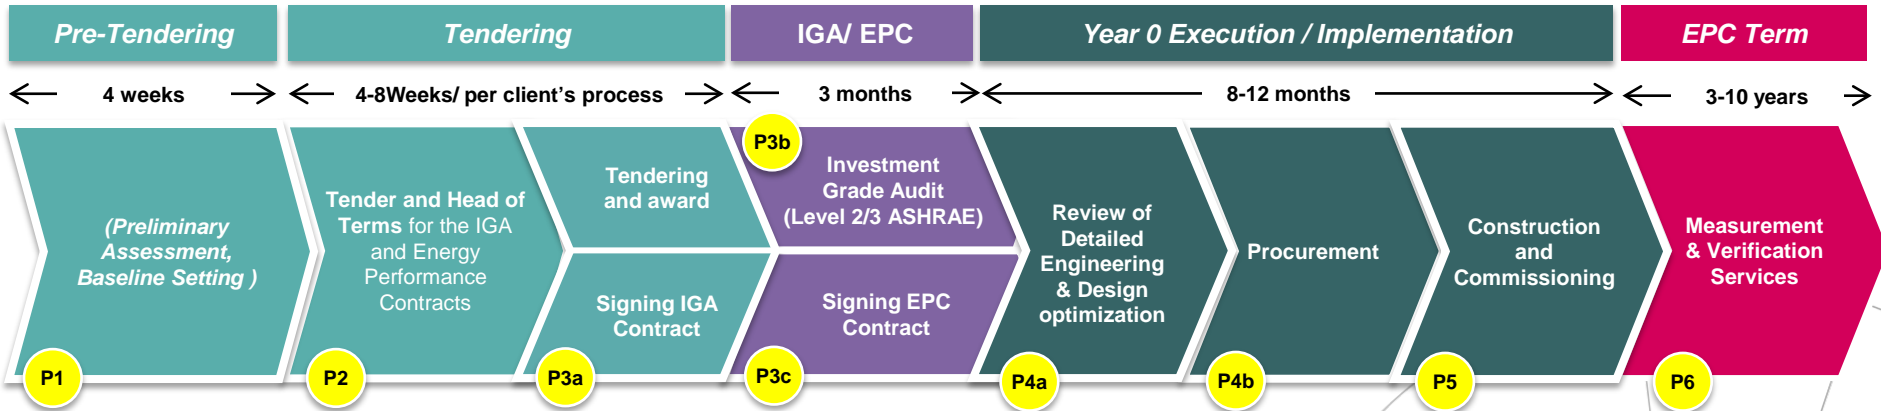 Pre-Tendering
Tendering
IGA/ EPC
Year 0 Execution / Implementation
EPC Term
4 weeks
4-8Weeks/ per client's process
3 months
8-12 months
3-10 years
(Preliminary
Assessment,
Baseline Setting )
P1
Tender and Head of
Terms for the IGA
and Energy
Performance
Contracts
P2
Tendering
and award
Signing IGA
Contract
P3a
P3b
Investment
Grade Audit
(Level 2/3 ASHRAE)
Signing EPC
Contract
P3c
Review of
Detailed
Engineering
& Design
optimization
P4a
Procurement
P4b
Construction
and
Commissioning
P5
Measurement
& Verification
Services
P6